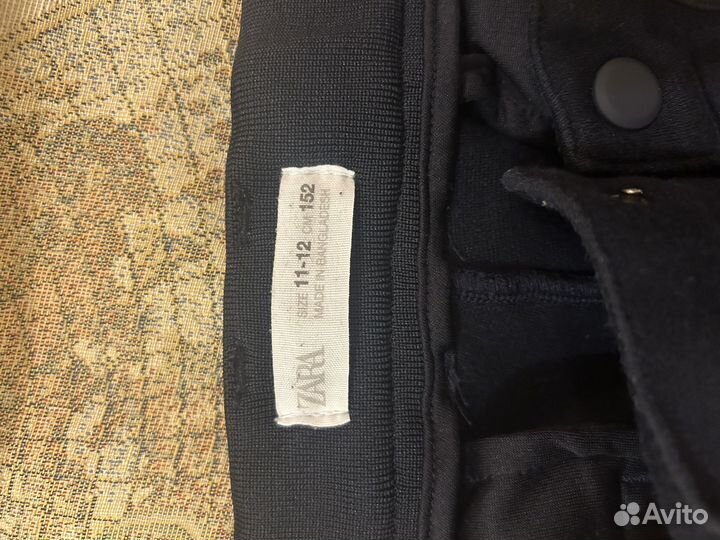 ZARA
SIZE 11-12 CM 152
MADE IN BANGLADESH
Avito